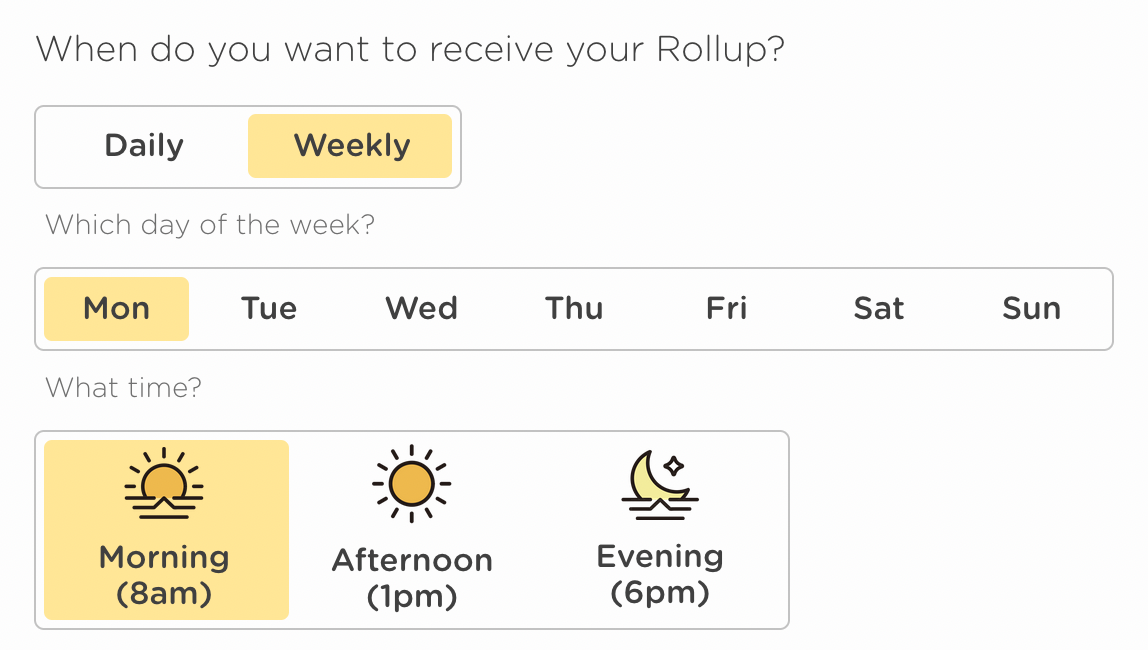 When do you want to receive your Rollup?
Daily Weekly
Which day of the week?
Mon Tue Wed Thu Fri Sat Sun
What time?
Morning
(8am)
Afternoon
(1pm)
Evening
(6pm)